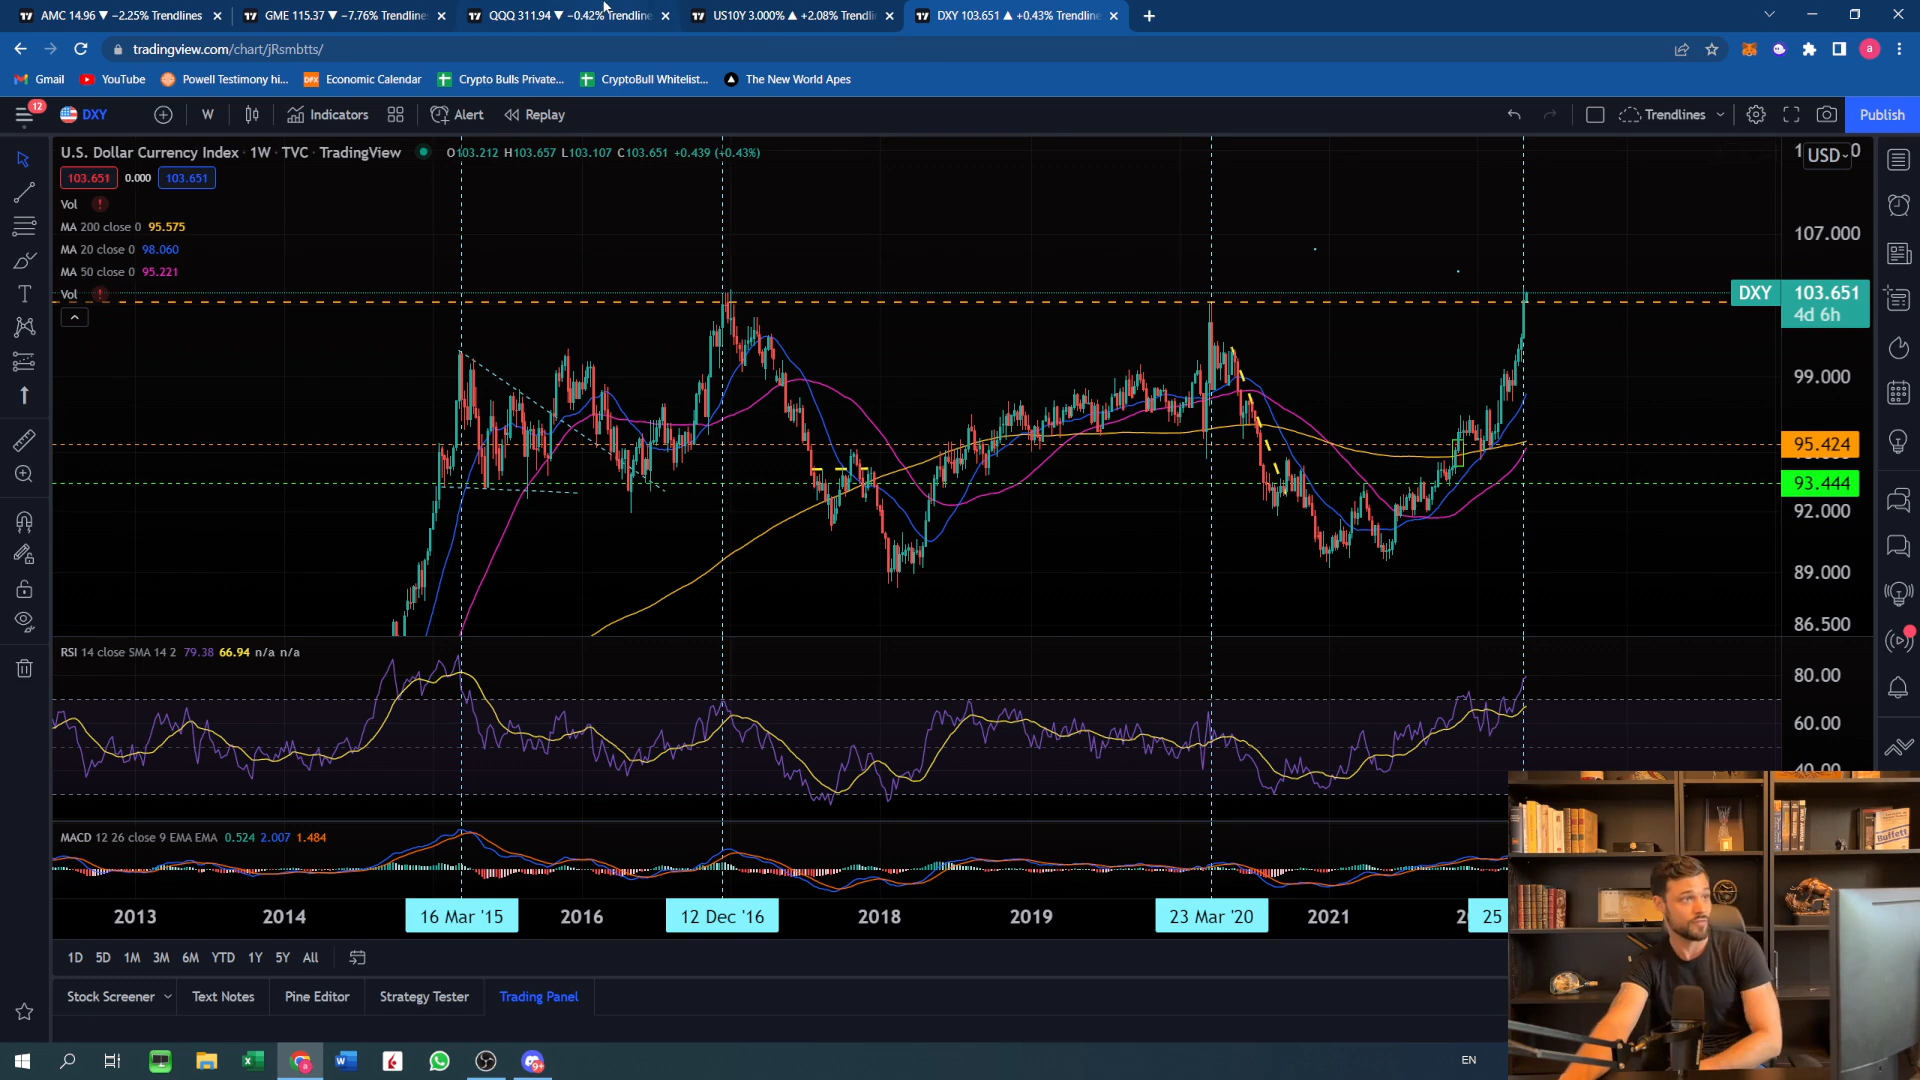 AMC 14.96 ▼ −2.25% Trendlines
GME 115.37 ▼ −7.76% Trendline
QQQ 311.94 ▼ −0.42% Trendline
US10Y 3.000% ▲ +2.08% Trendli
DXY 103.651 ▲ +0.43% Trendline
tradingview.com/chart/jRsmbtts/
a
Gmail
YouTube
Powell Testimony hi...
DFX Economic Calendar
Crypto Bulls Private...
CryptoBull Whitelist...
The New World Apes
12
DXY
W
Indicators
Alert
Replay
Trendlines
Publish
U.S. Dollar Currency Index · 1W · TVC · TradingView
O103.212 H103.657 L103.107 C103.651 +0.439 (+0.43%)
USD
103.651 0.000 103.651
Vol
MA 200 close 0 95.575
MA 20 close 0 98.060
MA 50 close 0 95.221
Vol
107.000
DXY 103.651
4d 6h
99.000
95.424
93.444
92.000
89.000
86.500
RSI 14 close SMA 14 2 79.38 66.94 n/a n/a
80.00
60.00
40.00
MACD 12 26 close 9 EMA EMA 0.524 2.007 1.484
2013 2014 16 Mar '15 2016 12 Dec '16 2018 2019 23 Mar '20 2021 2 25
1D 5D 1M 3M 6M YTD 1Y 5Y All
Stock Screener Text Notes Pine Editor Strategy Tester Trading Panel
Buffett
9+
EN